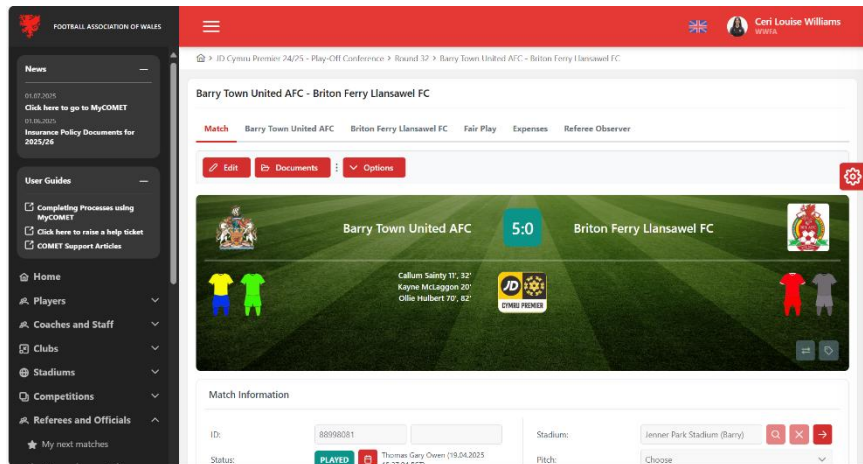 FOOTBALL ASSOCIATION OF WALES
Ceri Louise Williams
WWFA
News
01.07.2025
Click here to go to MyCOMET
01.06.2025
Insurance Policy Documents for
2025/26
User Guides
Completing Processes using
MyCOMET
Click here to raise a help ticket
COMET Support Articles
Home
Players
Coaches and Staff
Clubs
Stadiums
Competitions
Referees and Officials
My next matches
> JD Cymru Premier 24/25 - Play-Off Conference > Round 32 > Barry Town United AFC - Briton Ferry Llansawel FC
Barry Town United AFC - Briton Ferry Llansawel FC
Match Barry Town United AFC Briton Ferry Llansawel FC Fair Play Expenses Referee Observer
Edit Documents Options
Barry Town United AFC 5:0 Briton Ferry Llansawel FC
Callum Sainty 11', 32'
Kayne McLaggon 20'
Ollie Hulbert 70', 82'
JD
CYMRU PREMIER
Match Information
ID: 88998081
Stadium: Jenner Park Stadium (Barry)
Status: PLAYED Thomas Gary Owen (19.04.2025
Pitch: Choose